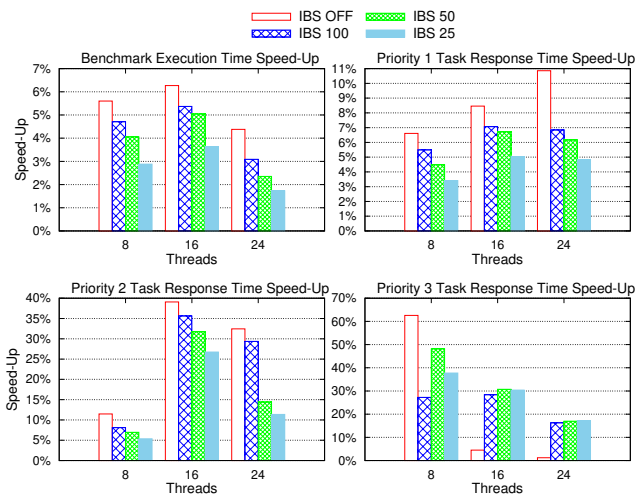 IBS OFF IBS 50
IBS 100 IBS 25
Benchmark Execution Time Speed-Up
7%
6%
5%
4%
3%
2%
1%
0%
Speed-Up
8 16 24
Threads
Priority 1 Task Response Time Speed-Up
11%
10%
9%
8%
7%
6%
5%
4%
3%
2%
1%
0%
8 16 24
Threads
Priority 2 Task Response Time Speed-Up
40%
35%
30%
25%
20%
15%
10%
5%
0%
Speed-Up
8 16 24
Threads
Priority 3 Task Response Time Speed-Up
70%
60%
50%
40%
30%
20%
10%
0%
8 16 24
Threads